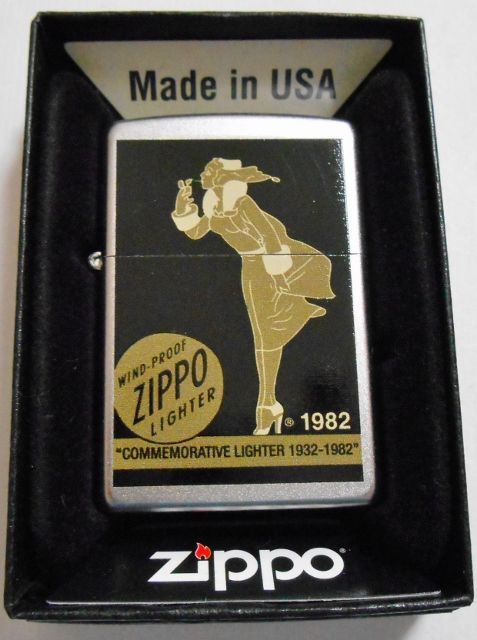 Made in USA
WIND-PROOF
ZIPPO
LIGHTER
® 1982
"COMMEMORATIVE LIGHTER 1932-1982"
zippo®